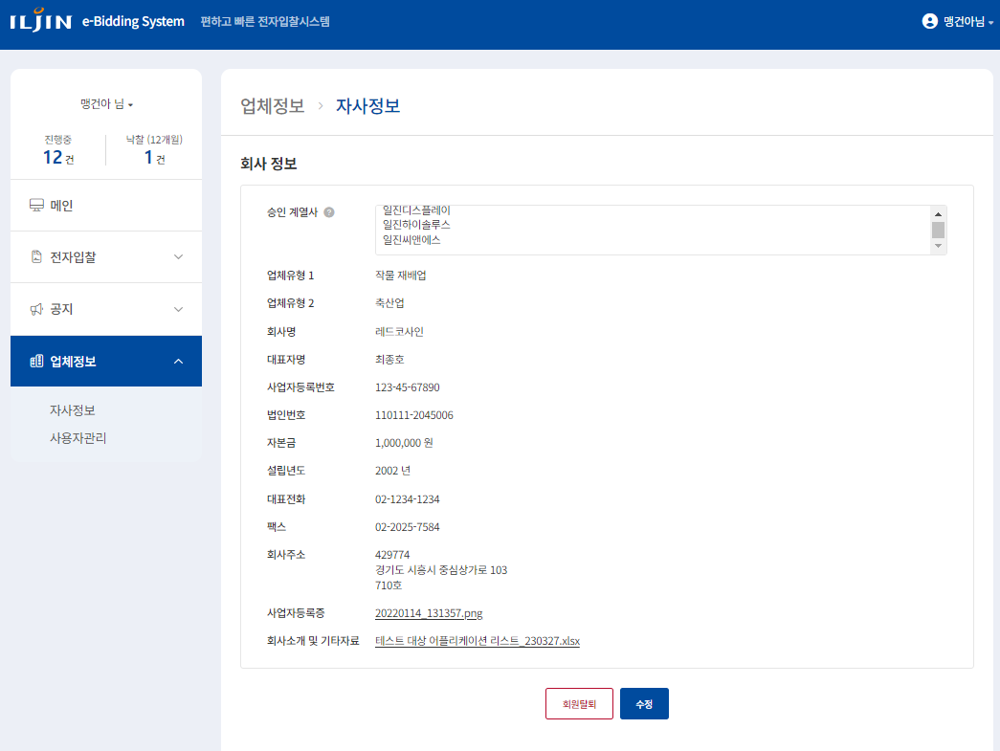 ILJIN e-Bidding System 편하고 빠른 전자입찰시스템 맹건아님
맹건아 님
진행중 낙찰 (12개월)
12 건 1 건
메인
전자입찰
공지
업체정보
자사정보
사용자관리
업체정보 > 자사정보
회사 정보
승인 계열사 ? 일진디스플레이
일진하이솔루스
일진씨앤에스
업체유형 1 작물 재배업
업체유형 2 축산업
회사명 레드코사인
대표자명 최종호
사업자등록번호 123-45-67890
법인번호 110111-2045006
자본금 1,000,000 원
설립년도 2002 년
대표전화 02-1234-1234
팩스 02-2025-7584
회사주소 429774
경기도 시흥시 중심상가로 103
710호
사업자등록증 20220114_131357.png
회사소개 및 기타자료 테스트 대상 어플리케이션 리스트_230327.xlsx
회원탈퇴 수정